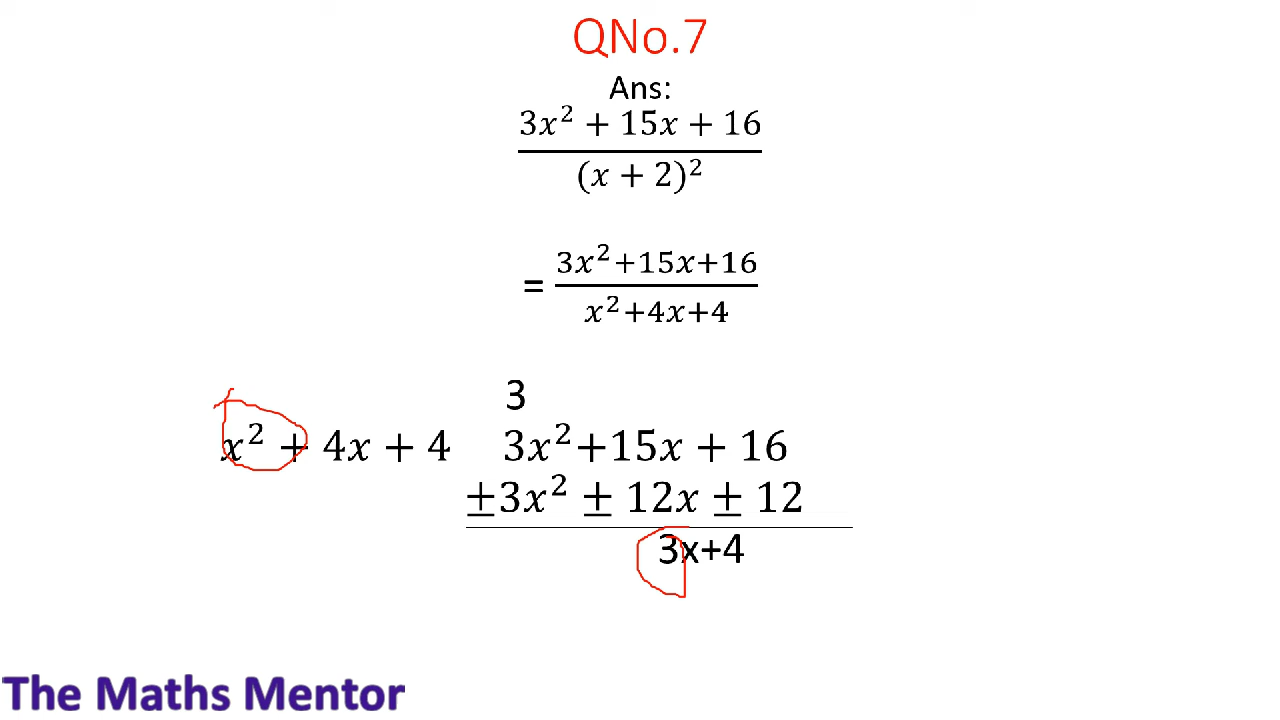 QNo.7
Ans:
3x² + 15x + 16
(x + 2)²
= 3x²+15x+16
x²+4x+4
3
x² + 4x + 4 3x²+15x + 16
±3x² ± 12x ± 12
3x+4
The Maths Mentor